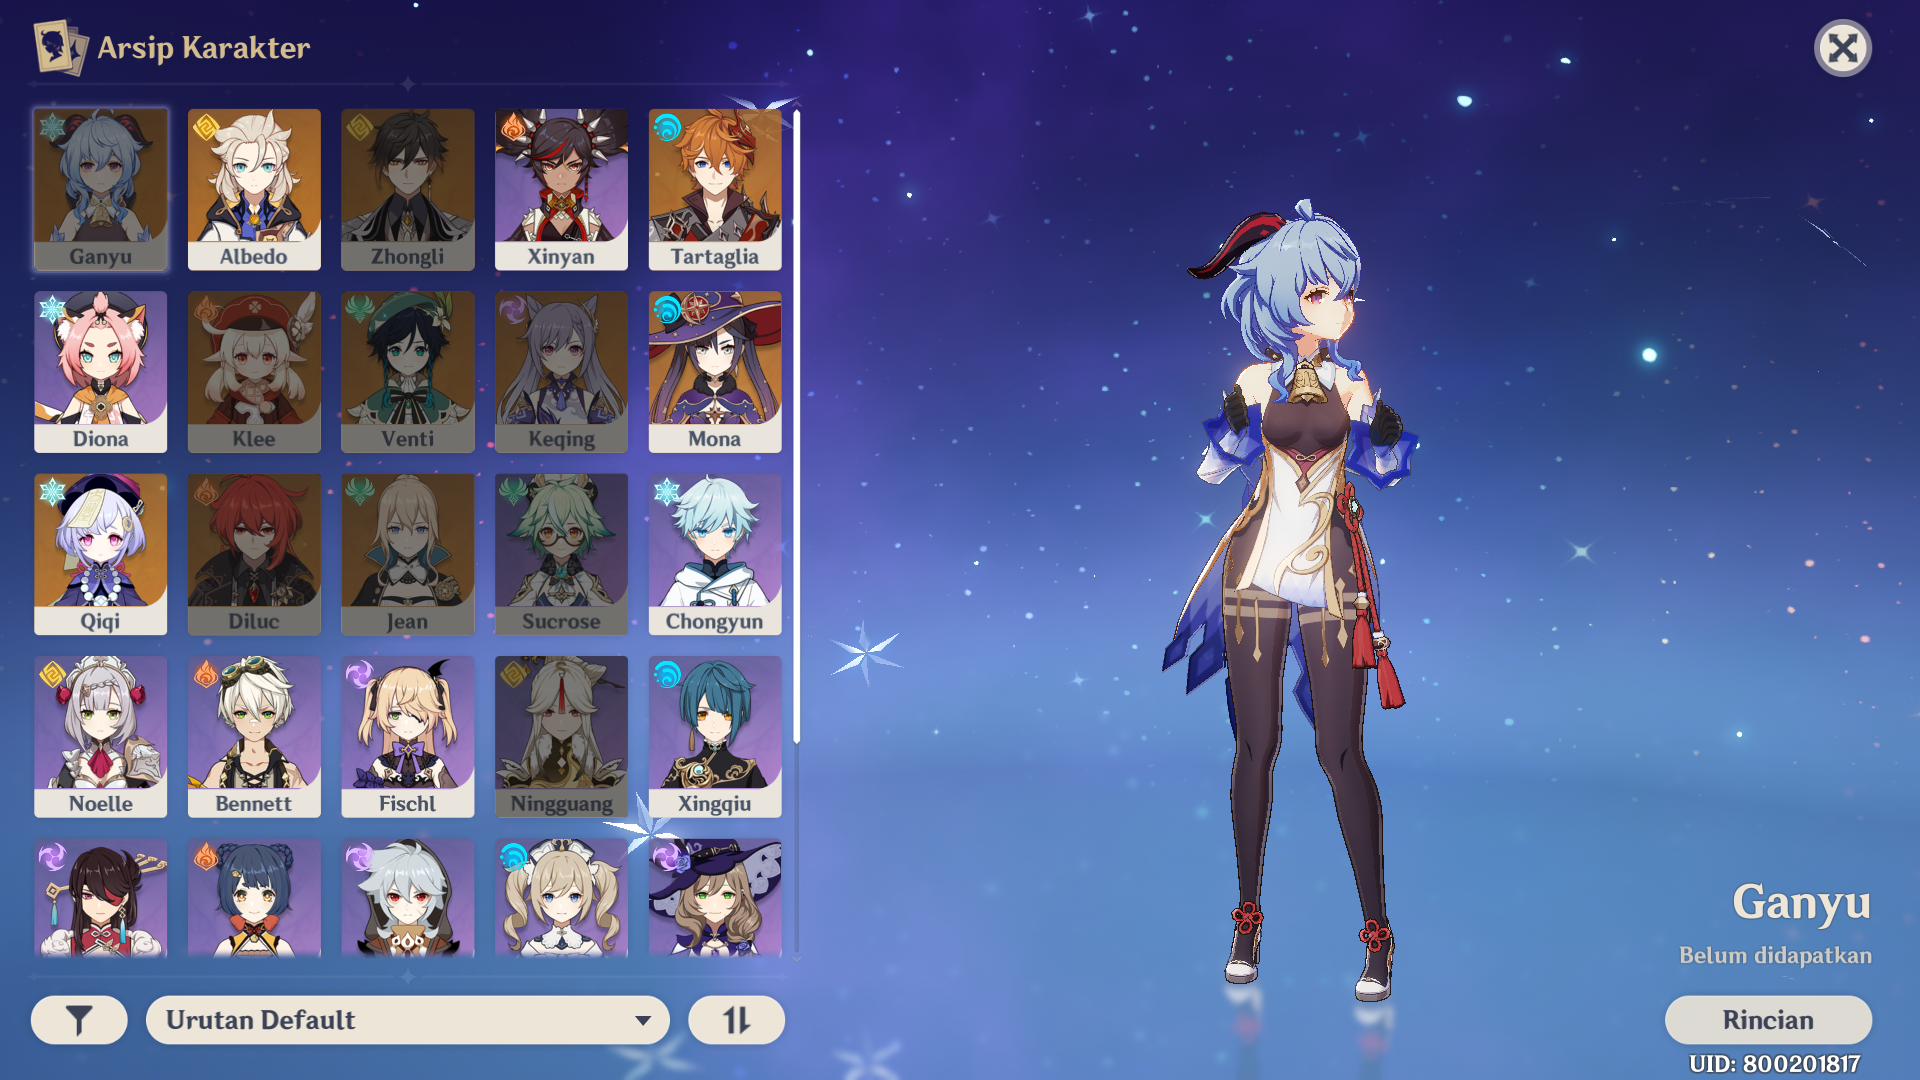 Arsip Karakter
Ganyu
Albedo
Zhongli
Xinyan
Tartaglia
Diona
Klee
Venti
Keqing
Mona
Qiqi
Diluc
Jean
Sucrose
Chongyun
Noelle
Bennett
Fischl
Ningguang
Xingqiu
Urutan Default
Ganyu
Belum didapatkan
Rincian
UID: 800201817